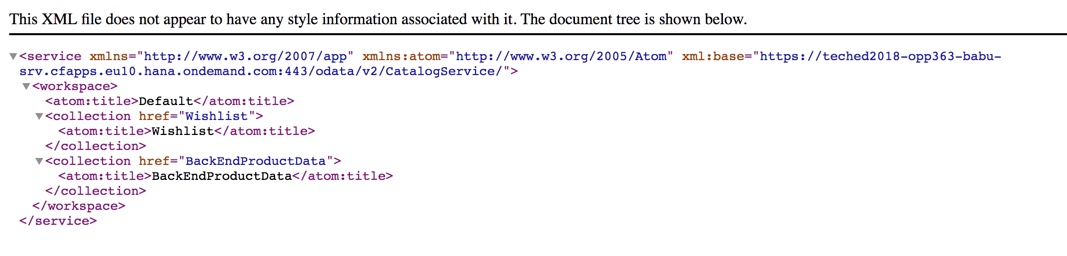 This XML file does not appear to have any style information associated with it. The document tree is shown below.
▼<service xmlns="http://www.w3.org/2007/app" xmlns:atom="http://www.w3.org/2005/Atom" xml:base="https://teched2018-opp363-babu-
srv.cfapps.eu10.hana.ondemand.com:443/odata/v2/CatalogService/">
▼<workspace>
<atom:title>Default</atom:title>
▼<collection href="Wishlist">
<atom:title>Wishlist</atom:title>
</collection>
▼<collection href="BackEndProductData">
<atom:title>BackEndProductData</atom:title>
</collection>
</workspace>
</service>